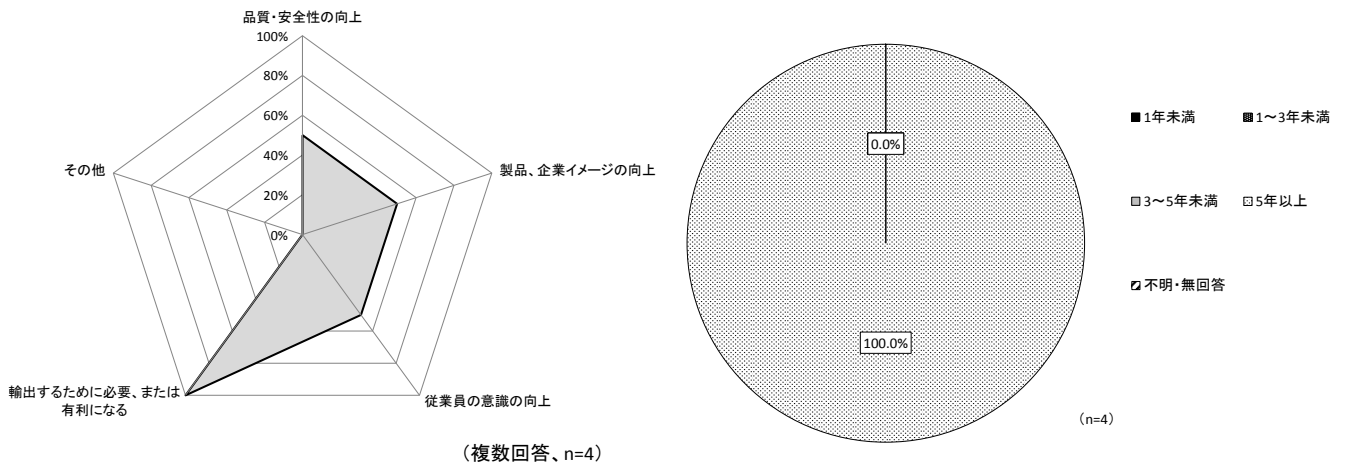 品質・安全性の向上
100%
80%
60%
40%
20%
0%
製品、企業イメージの向上
従業員の意識の向上
輸出するために必要、または
有利になる
その他
（複数回答、n=4）
0.0%
100.0%
（n=4）
1年未満
1～3年未満
3～5年未満
5年以上
不明・無回答